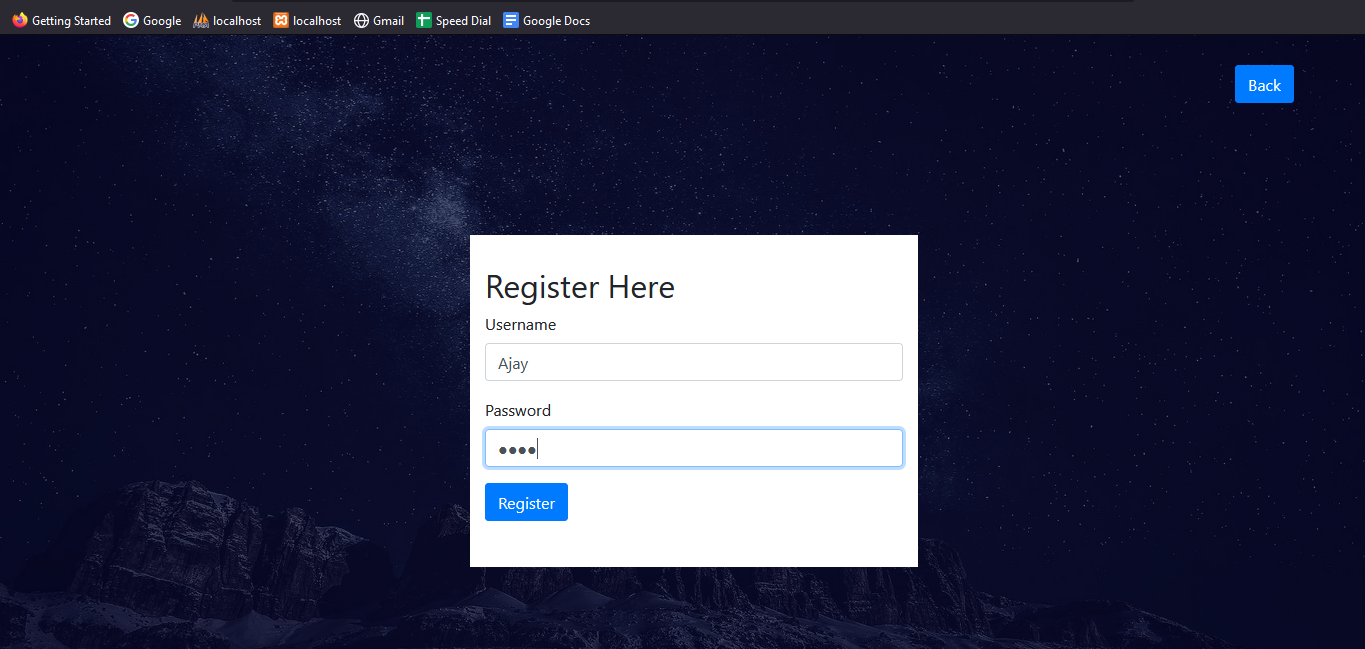 Getting Started Google localhost localhost Gmail Speed Dial Google Docs
Back
Register Here
Username
Ajay
Password
••••
Register